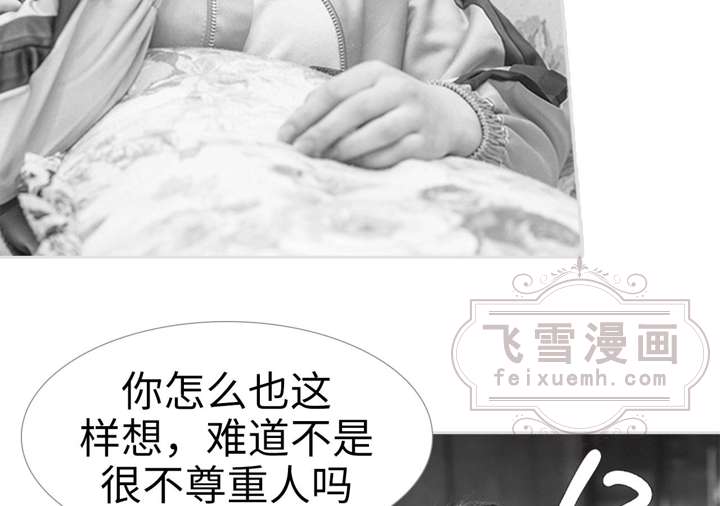 飞雪漫画
feixuemh.com
你怎么也这
样想，难道不是
很不尊重人吗
!?